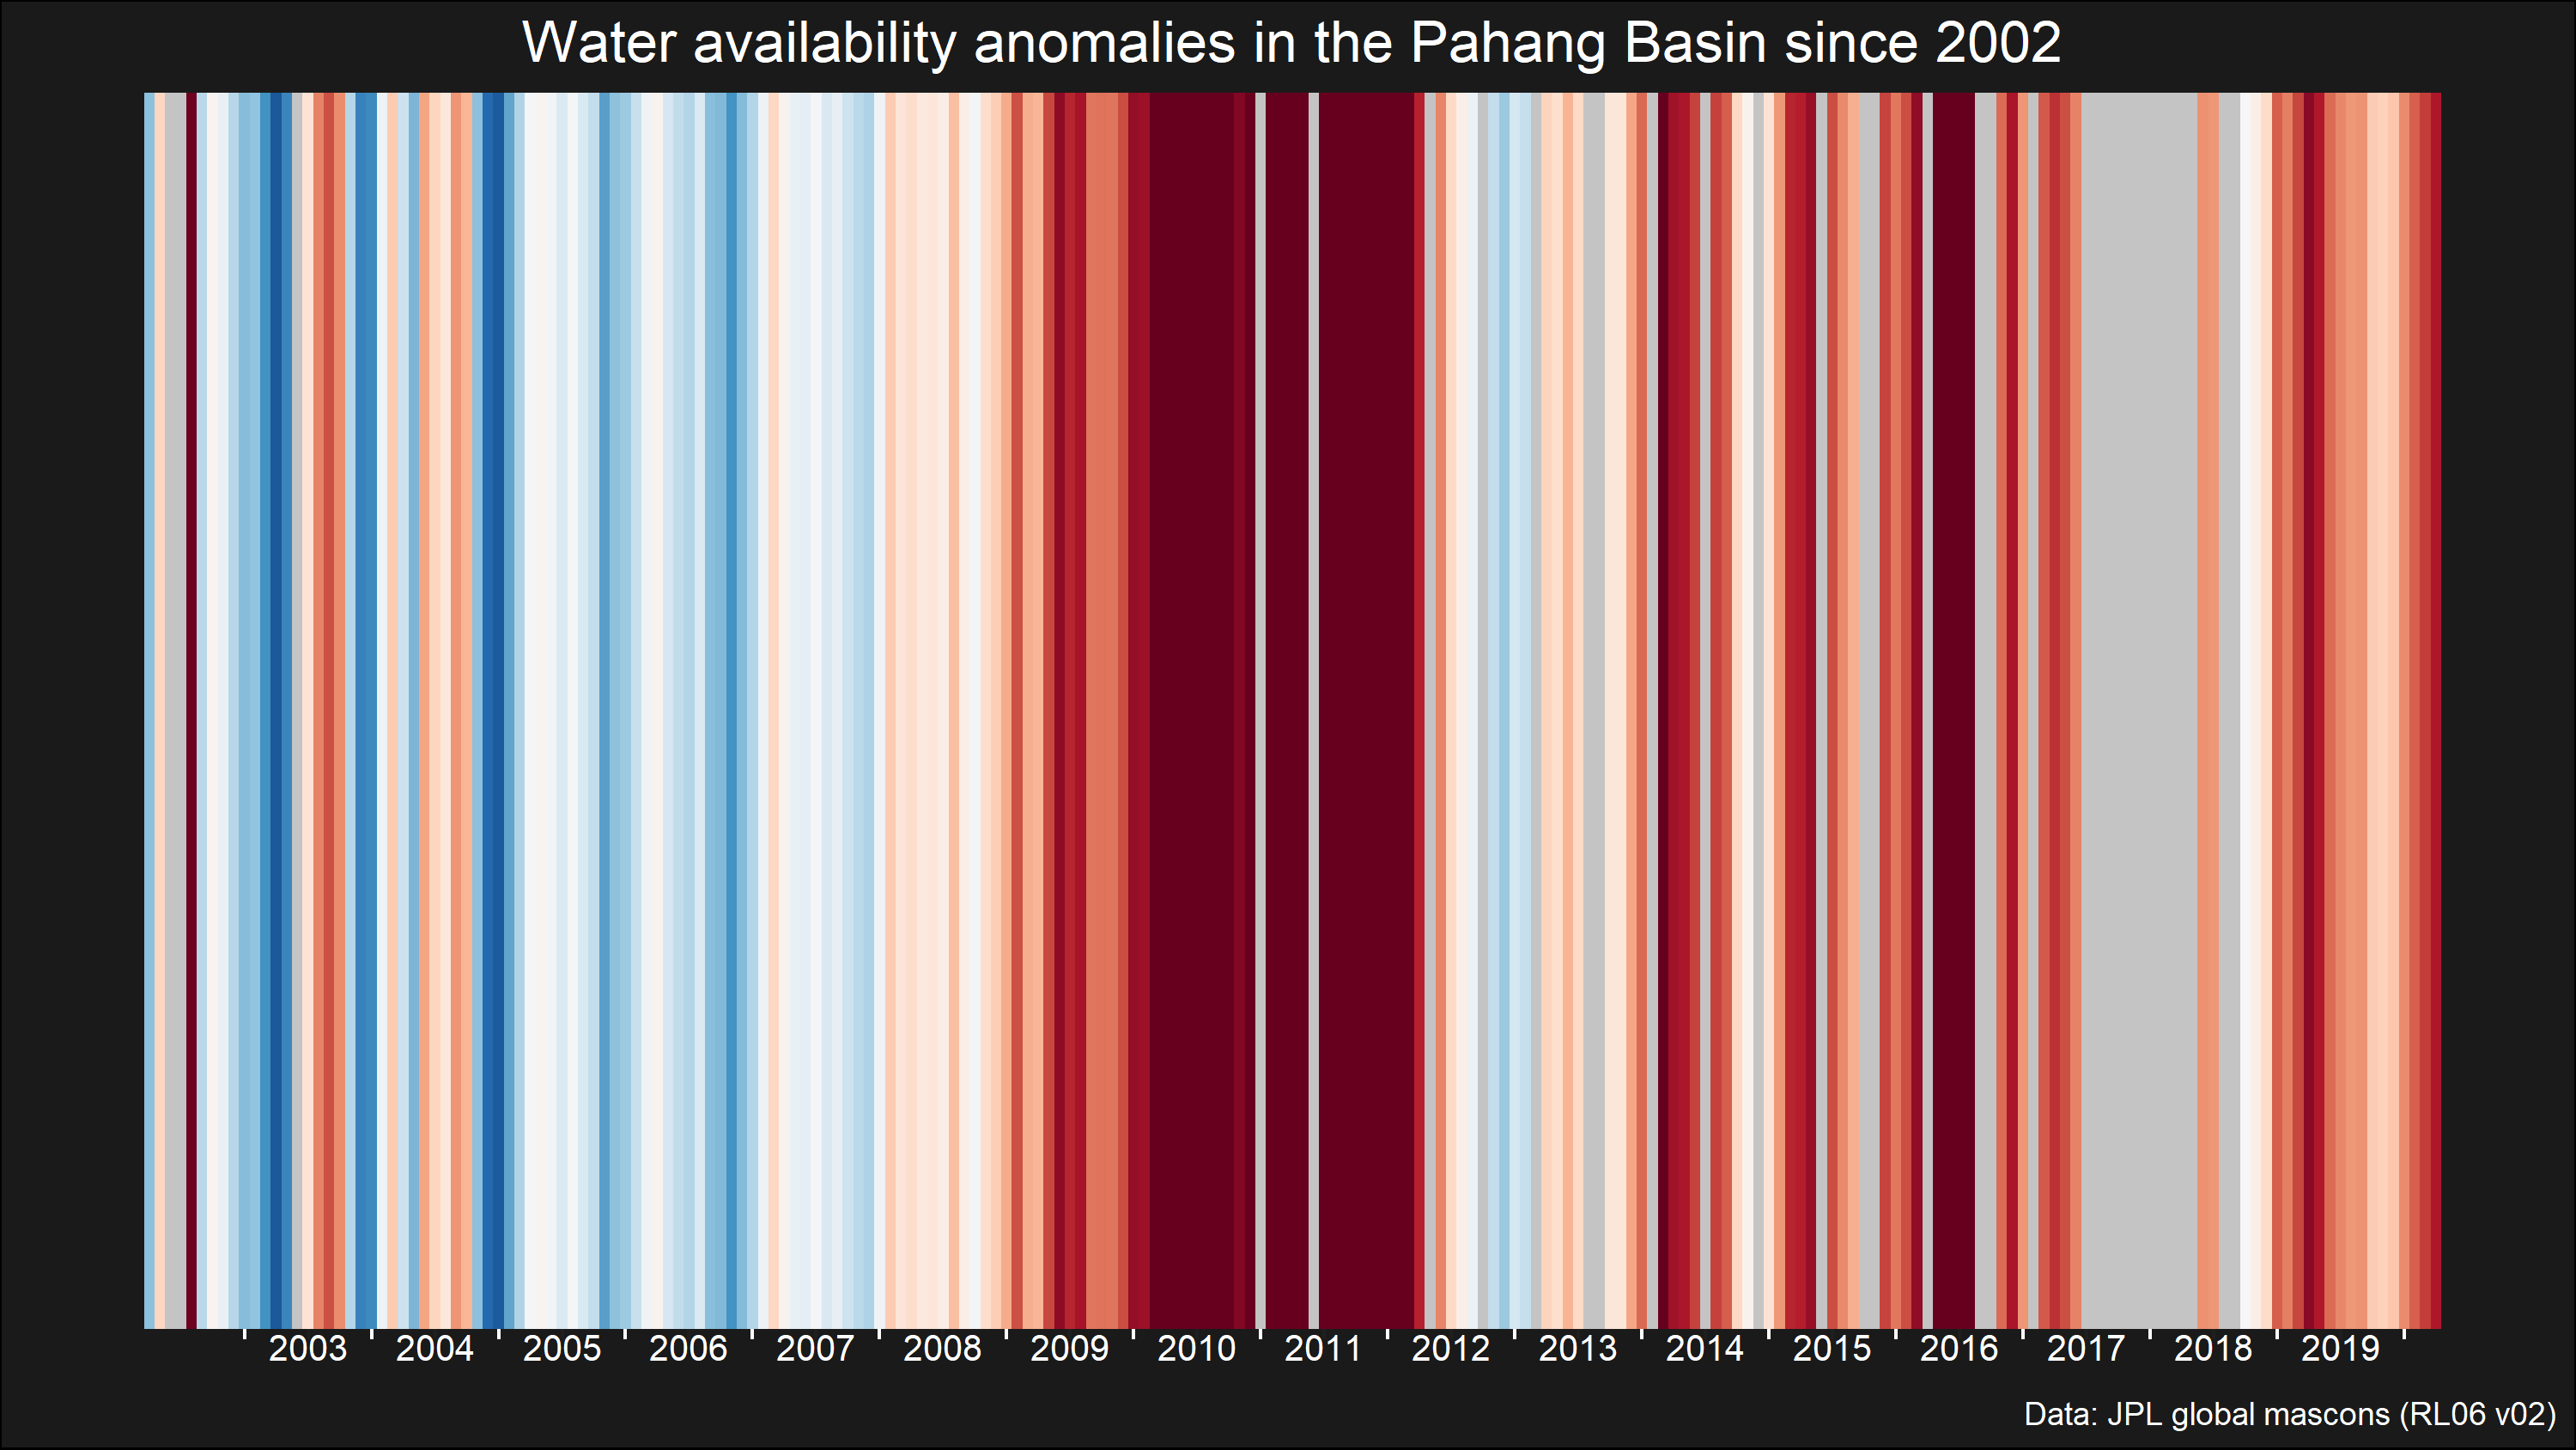 Water availability anomalies in the Pahang Basin since 2002
2003 2004 2005 2006 2007 2008 2009 2010 2011 2012 2013 2014 2015 2016 2017 2018 2019
Data: JPL global mascons (RL06 v02)